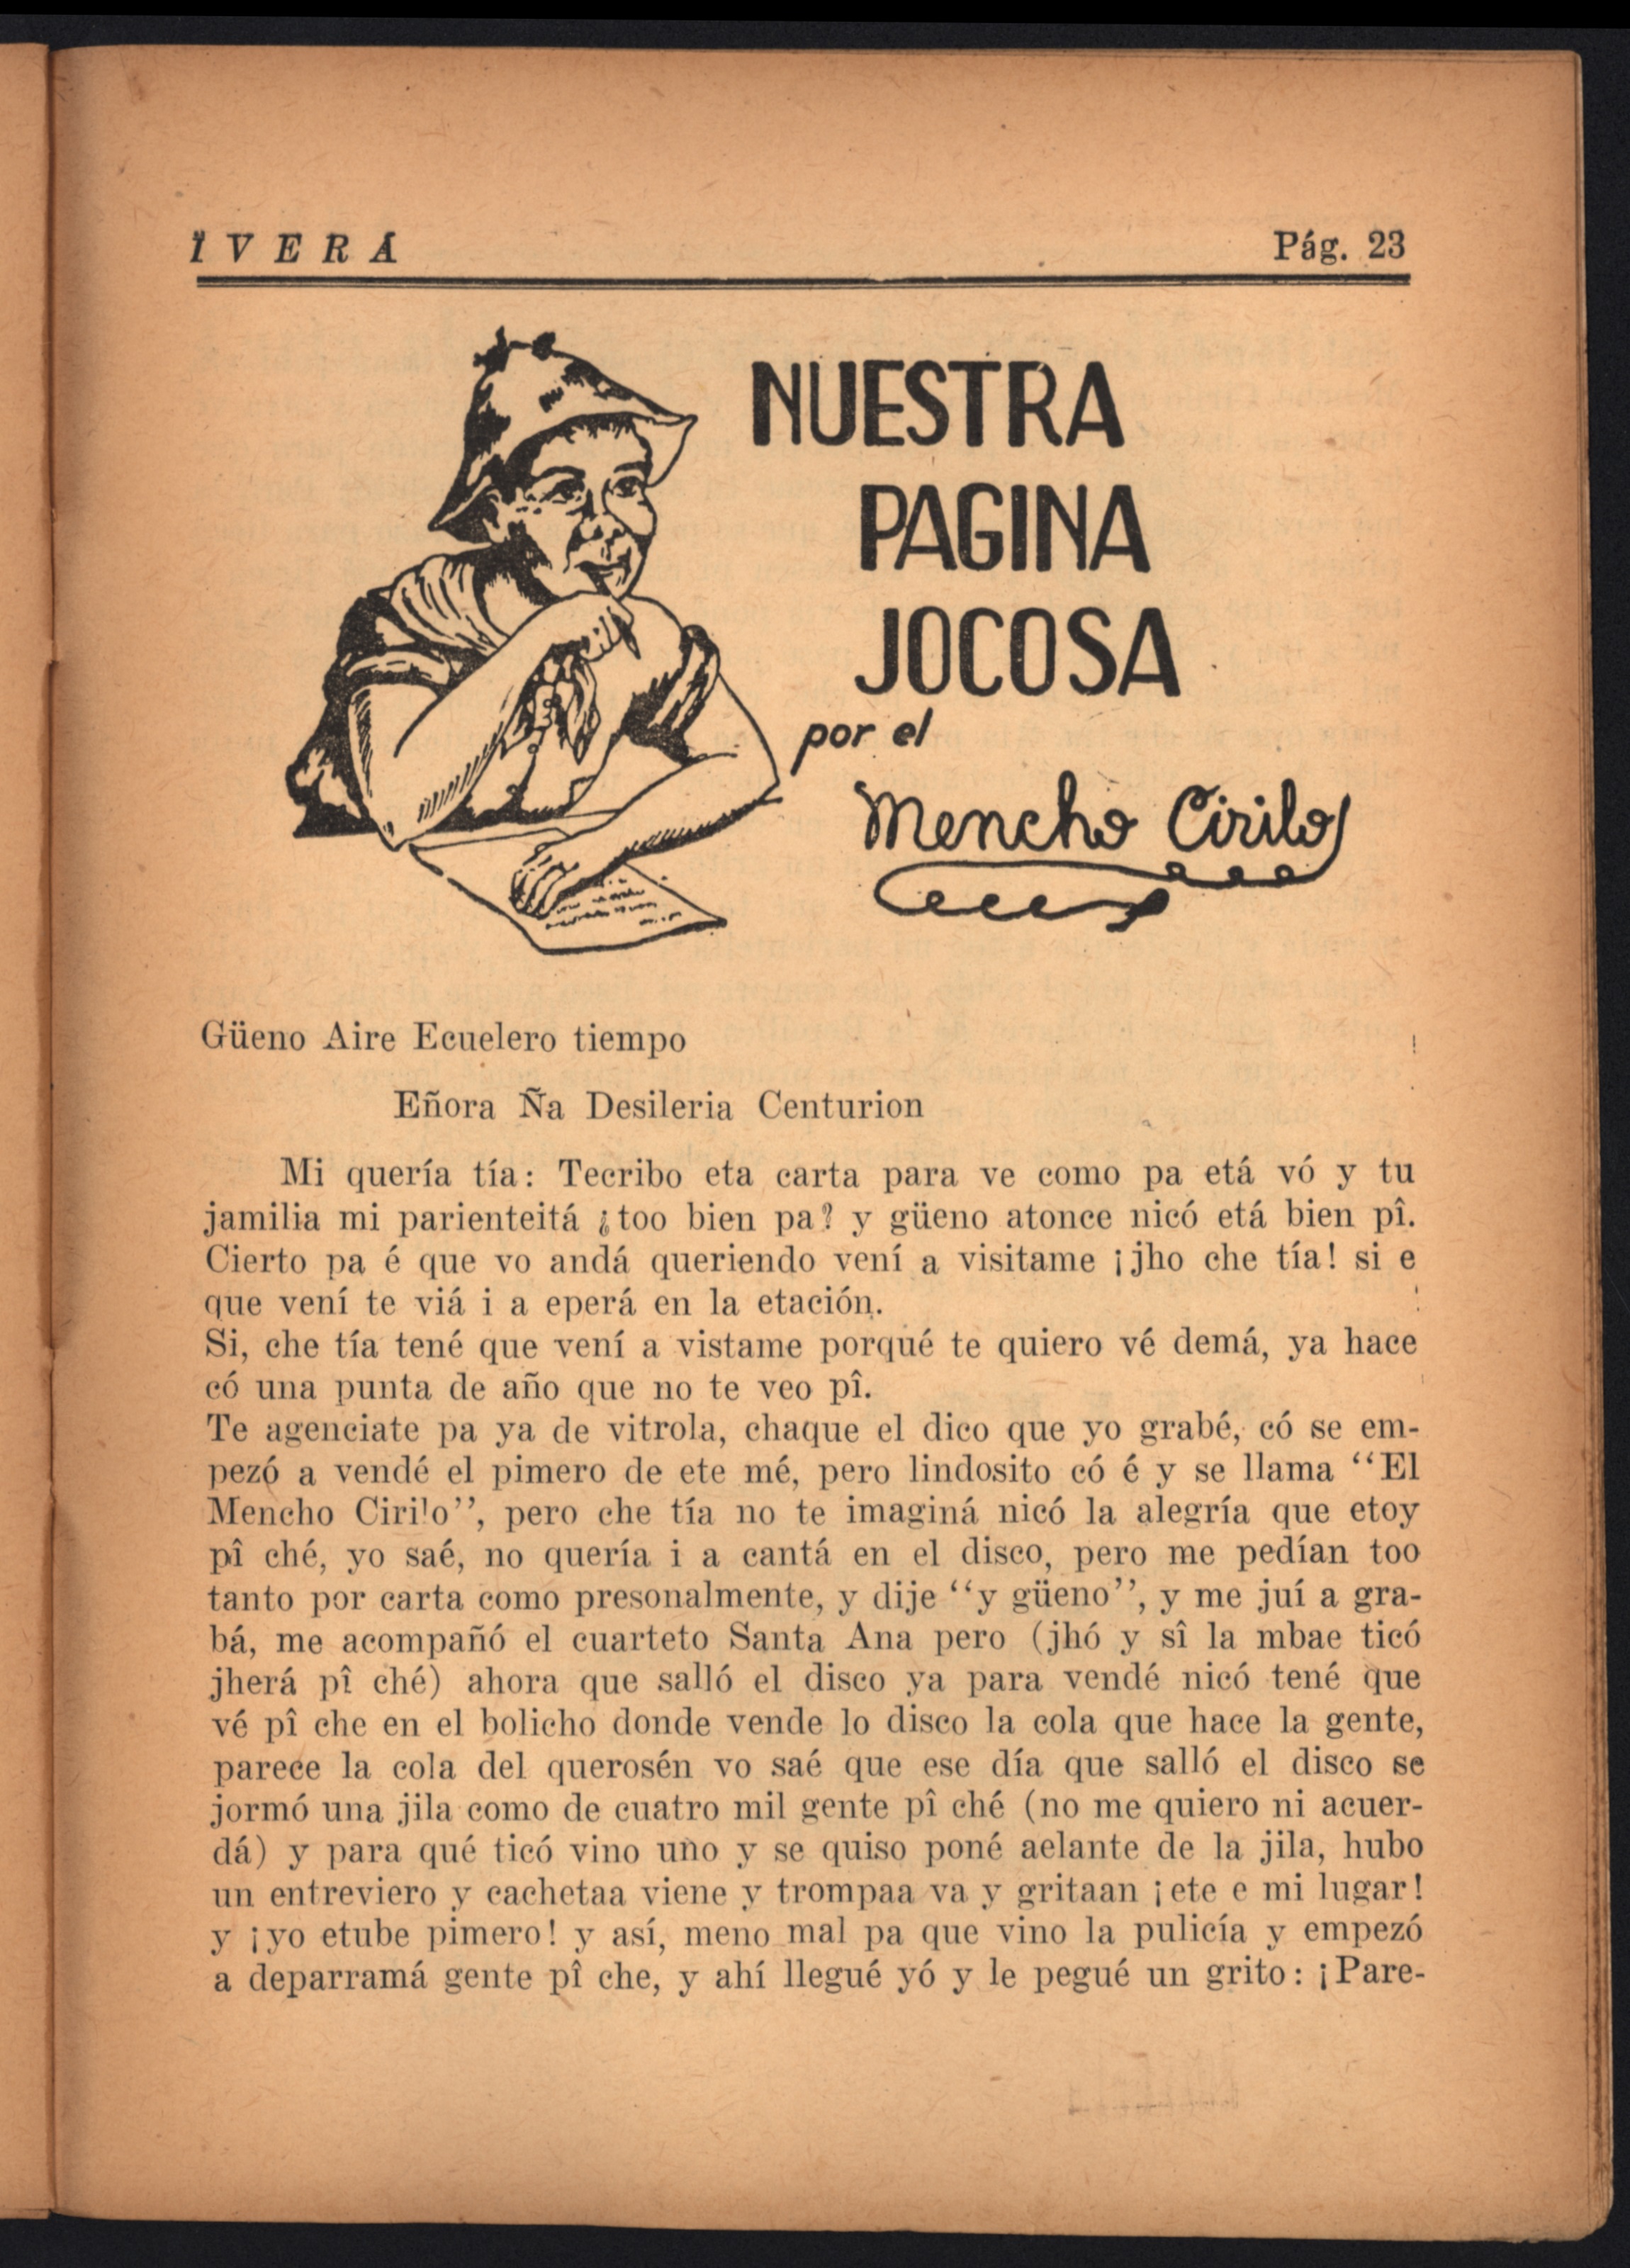 ÏVERÁ
Pág. 23
NUESTRA
PAGINA
JOCOSA
por el
Mencho Cirilo
Güeno Aire Ecuelero tiempo
Eñora Ña Desileria Centurion
Mi quería tía: Tecribo eta carta para ve como pa etá vó y tu
jamilia mi parienteitá ¿too bien pa? y güeno atonce nicó etá bien pî.
Cierto pa é que vo andá queriendo vení a visitame ¡jho che tía! si e
que vení te viá i a eperá en la etación.
Si, che tía tené que vení a vistame porqué te quiero vé demá, ya hace
có una punta de año que no te veo pî.
Te agenciate pa ya de vitrola, chaque el dico que yo grabé, có se em-
pezó a vendé el pimero de ete mé, pero lindosito có é y se llama "El
Mencho Cirilo", pero che tía no te imaginá nicó la alegría que etoy
pî ché, yo saé, no quería i a cantá en el disco, pero me pedían too
tanto por carta como presonalmente, y dije "y güeno", y me juí a gra-
bá, me acompañó el cuarteto Santa Ana pero (jhó y sî la mbae ticó
jherá pî ché) ahora que salló el disco ya para vendé nicó tené que
vé pî che en el bolicho donde vende lo disco la cola que hace la gente,
parece la cola del querosén vo saé que ese día que salló el disco se
jormó una jila como de cuatro mil gente pî ché (no me quiero ni acuer-
dá) y para qué ticó vino uno y se quiso poné aelante de la jila, hubo
un entreviero y cachetaa viene y trompaa va y gritaan ¡ete e mi lugar!
y ¡yo etube pimero! y así, meno mal pa que vino la pulicía y empezó
a deparramá gente pî che, y ahí llegué yó y le pegué un grito: ¡Pare-